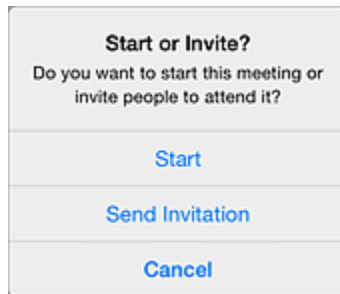 Start or Invite?
Do you want to start this meeting or
invite people to attend it?
Start
Send Invitation
Cancel